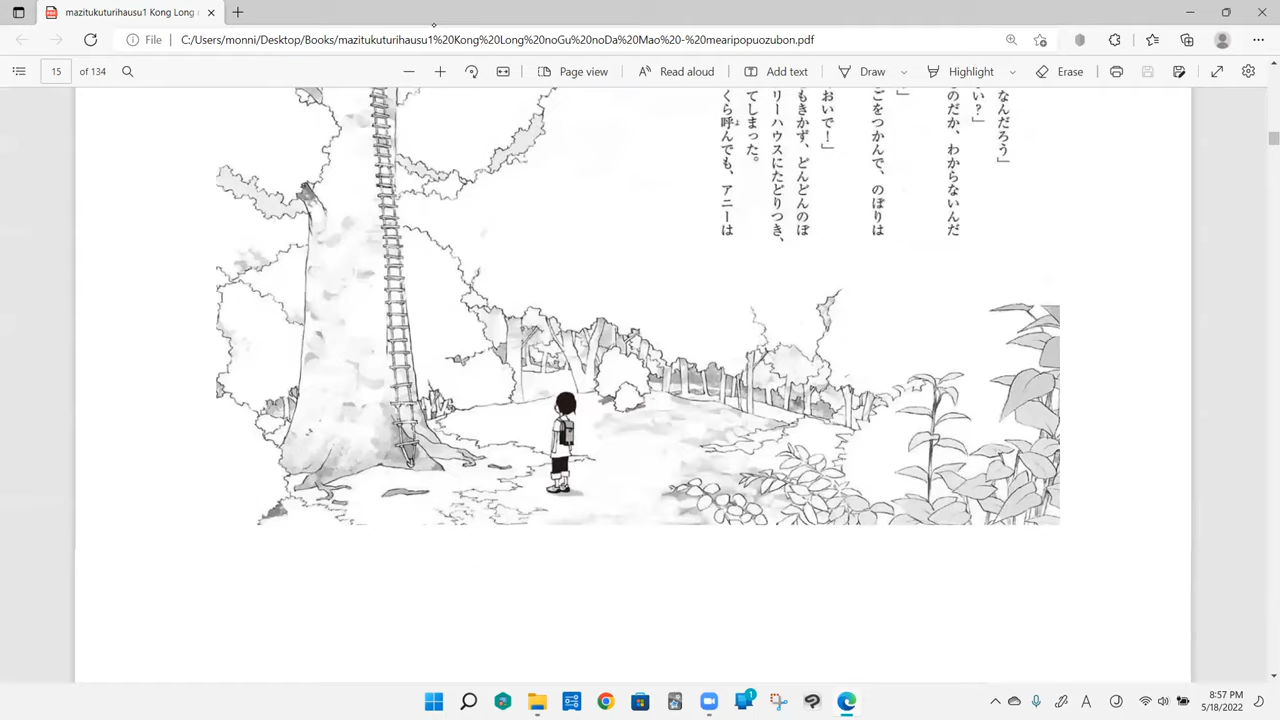 mazitukuturihausu1 Kong Long
File
C:/Users/monni/Desktop/Books/mazitukuturihausu1%20Kong%20Long%20noGu%20noDa%20Mao%20-%20mearipopuozubon.pdf
15 of 134
Page view
Read aloud
Add text
Draw
Highlight
Erase
なんだろう」
い？」
のだか、わからないんだ
」
ごをつかんで、のぼりは
おいで！」
もきかず、どんどんのぼ
リーハウスにたどりつき、
てしまった。
くら呼んでも、アニーは
よ
1
A
8:57 PM
5/18/2022